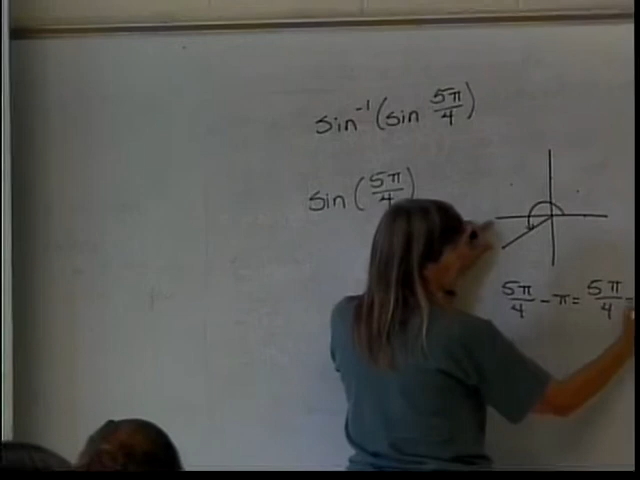 sin⁻¹(sin 5π/4)
sin(5π/4)
5π/4 - π = 5π/4 -